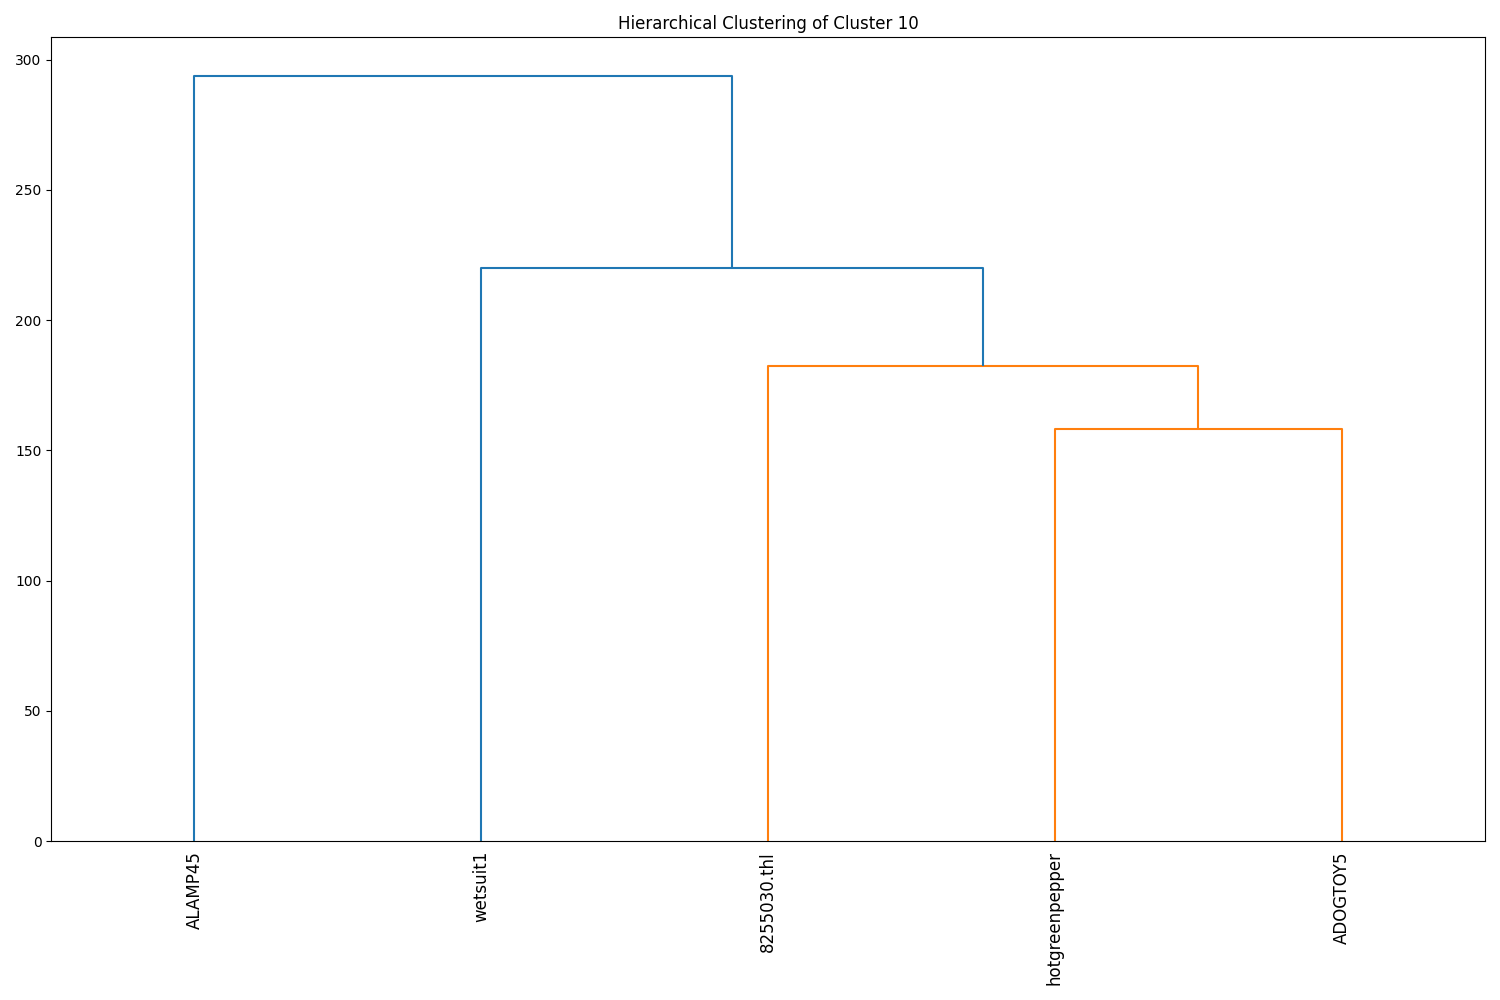 Hierarchical Clustering of Cluster 10
300
250
200
150
100
50
0
ALAMP45
wetsuit1
8255030.thl
hotgreenpepper
ADOGTOY5